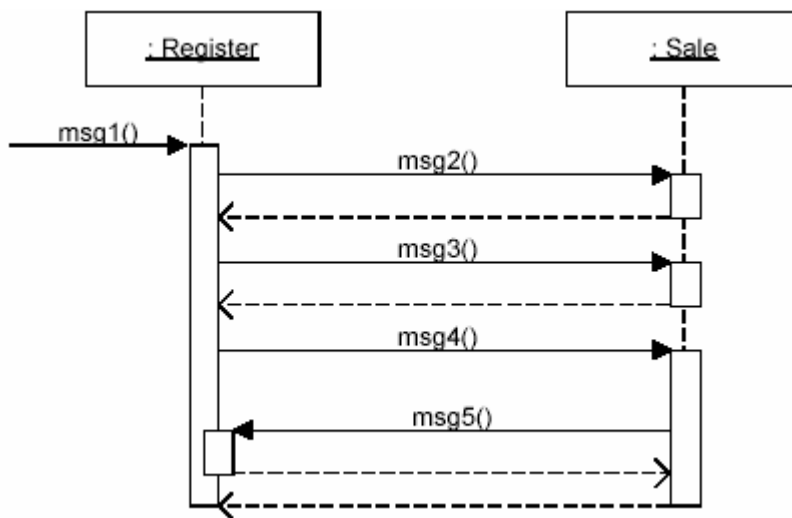 : Register
: Sale
msg1()
msg2()
msg3()
msg4()
msg5()